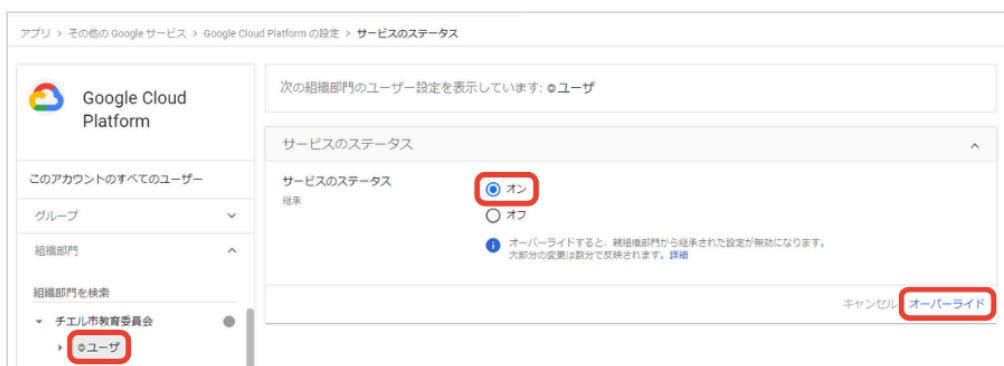 アプリ > その他の Google サービス > Google Cloud Platform の設定 > サービスのステータス
Google Cloud
Platform
このアカウントのすべてのユーザー
グループ
組織部門
組織部門を検索
チエル市教育委員会
◎ユーザ
次の組織部門のユーザー設定を表示しています: ◎ユーザ
サービスのステータス
サービスのステータス
継承
オン
オフ
オーバーライドすると、親組織部門から継承された設定が無効になります。
大部分の変更は数分で反映されます。詳細
キャンセル オーバーライド